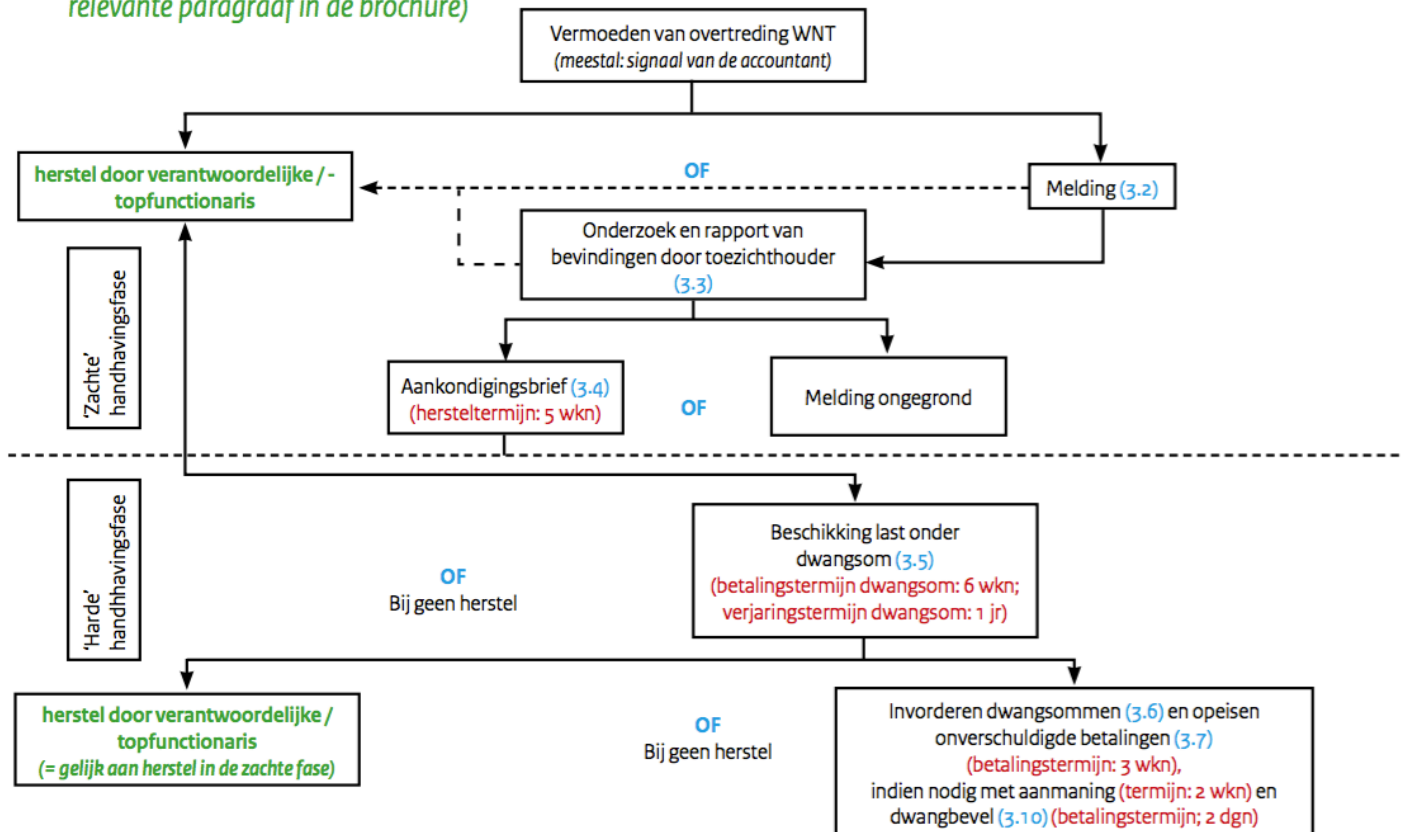 relevante paragraaf in de brochure)
Vermoeden van overtreding WNT
(meestal: signaal van de accountant)
herstel door verantwoordelijke / -
topfunctionaris
OF
Melding (3.2)
Onderzoek en rapport van
bevindingen door toezichthouder
(3.3)
'Zachte'
handhavingsfase
Aankondigingsbrief (3.4)
(hersteltermijn: 5 wkn)
OF
Melding ongegrond
'Harde'
handhhavingsfase
Beschikking last onder
dwangsom (3.5)
(betalingstermijn dwangsom: 6 wkn;
verjaringstermijn dwangsom: 1 jr)
OF
Bij geen herstel
herstel door verantwoordelijke /
topfunctionaris
(= gelijk aan herstel in de zachte fase)
OF
Bij geen herstel
Invorderen dwangsommen (3.6) en opeisen
onverschuldigde betalingen (3.7)
(betalingstermijn: 3 wkn),
indien nodig met aanmaning (termijn: 2 wkn) en
dwangbevel (3.10) (betalingstermijn; 2 dgn)